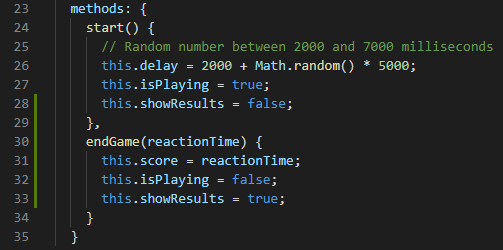 23 methods: {
24 start() {
25 // Random number between 2000 and 7000 milliseconds
26 this.delay = 2000 + Math.random() * 5000;
27 this.isPlaying = true;
28 this.showResults = false;
29 },
30 endGame(reactionTime) {
31 this.score = reactionTime;
32 this.isPlaying = false;
33 this.showResults = true;
34 }
35 }